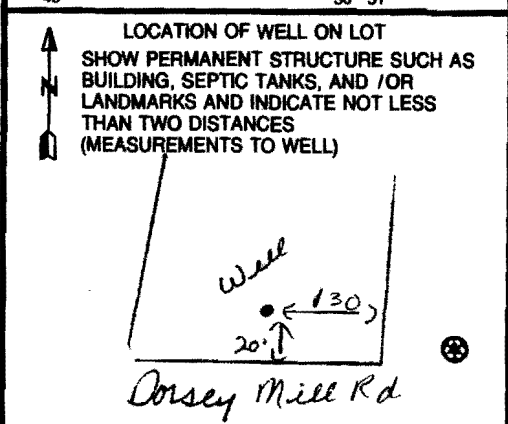 LOCATION OF WELL ON LOT
SHOW PERMANENT STRUCTURE SUCH AS
BUILDING, SEPTIC TANKS, AND /OR
LANDMARKS AND INDICATE NOT LESS
THAN TWO DISTANCES
(MEASUREMENTS TO WELL)
N
Well
130
20'
Dorsey Mill Rd